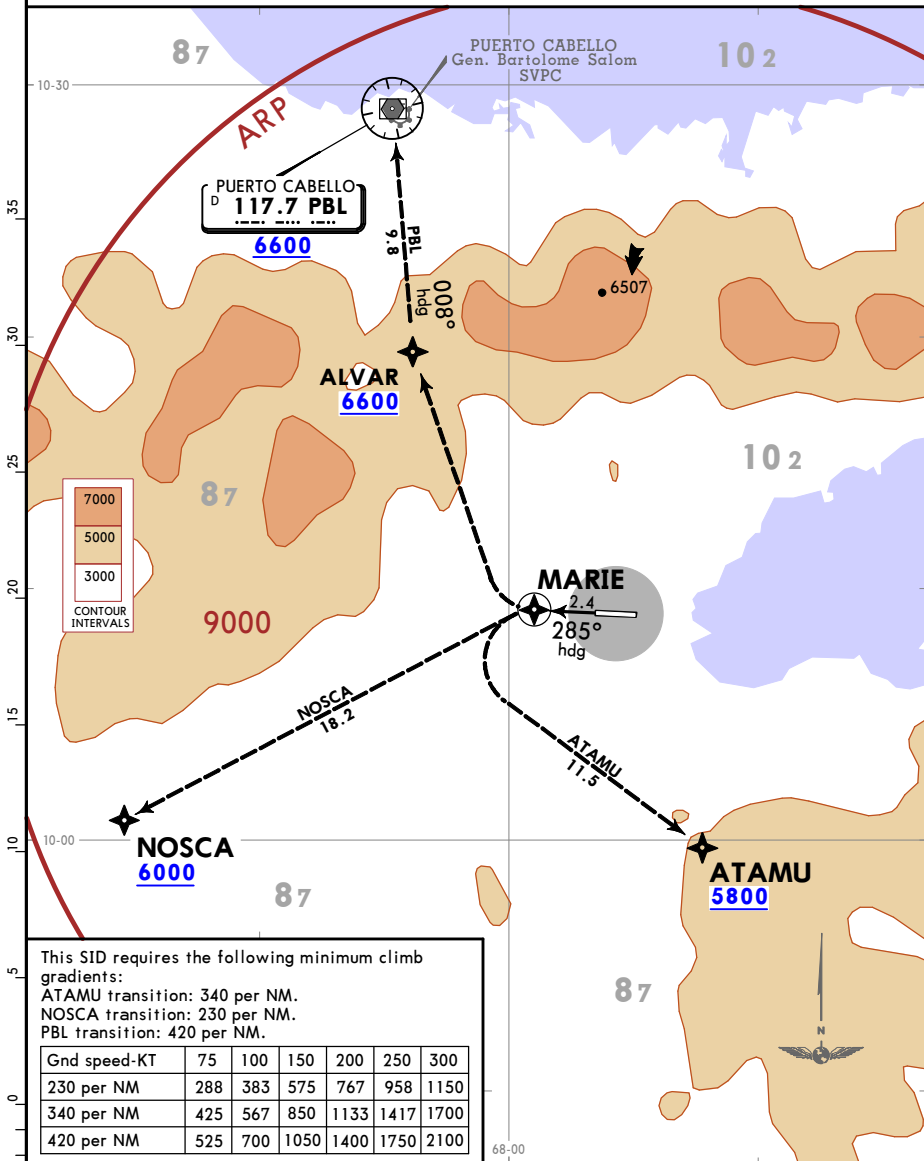 PUERTO CABELLO
Gen. Bartolome Salom
SVPC
8 7
10 2
10-30
ARP
PUERTO CABELLO
D 117.7 PBL
6600
PBL
9.8
008°
hdg
6507
35
30
25
20
15
10
5
0
ALVAR
6600
10 2
8 7
7000
5000
3000
CONTOUR
INTERVALS
9000
MARIE
2.4
285°
hdg
NOSCA
18.2
ATAMU
11.5
10-00
NOSCA
6000
ATAMU
5800
8 7
8 7
N
This SID requires the following minimum climb
gradients:
ATAMU transition: 340 per NM.
NOSCA transition: 230 per NM.
PBL transition: 420 per NM.
Gnd speed-KT 75 100 150 200 250 300
230 per NM 288 383 575 767 958 1150
340 per NM 425 567 850 1133 1417 1700
420 per NM 525 700 1050 1400 1750 2100
68-00